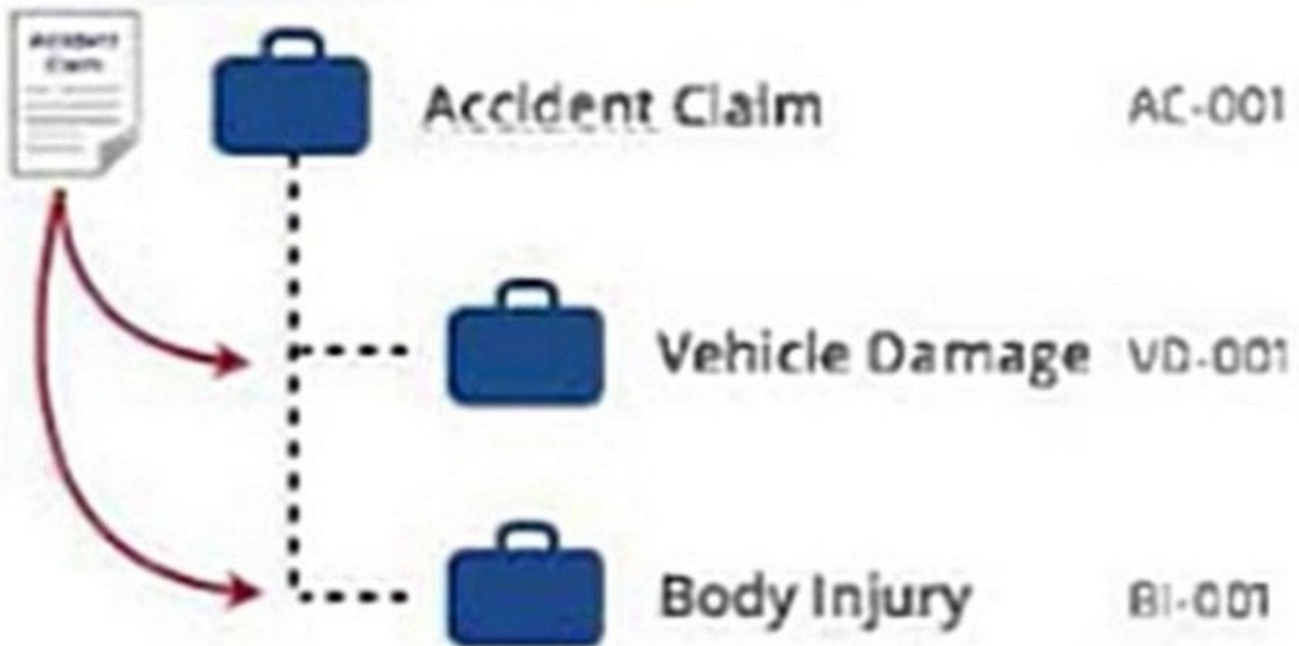 Accident
Claim
Accident Claim AC-001
Vehicle Damage VD-001
Body Injury BI-001